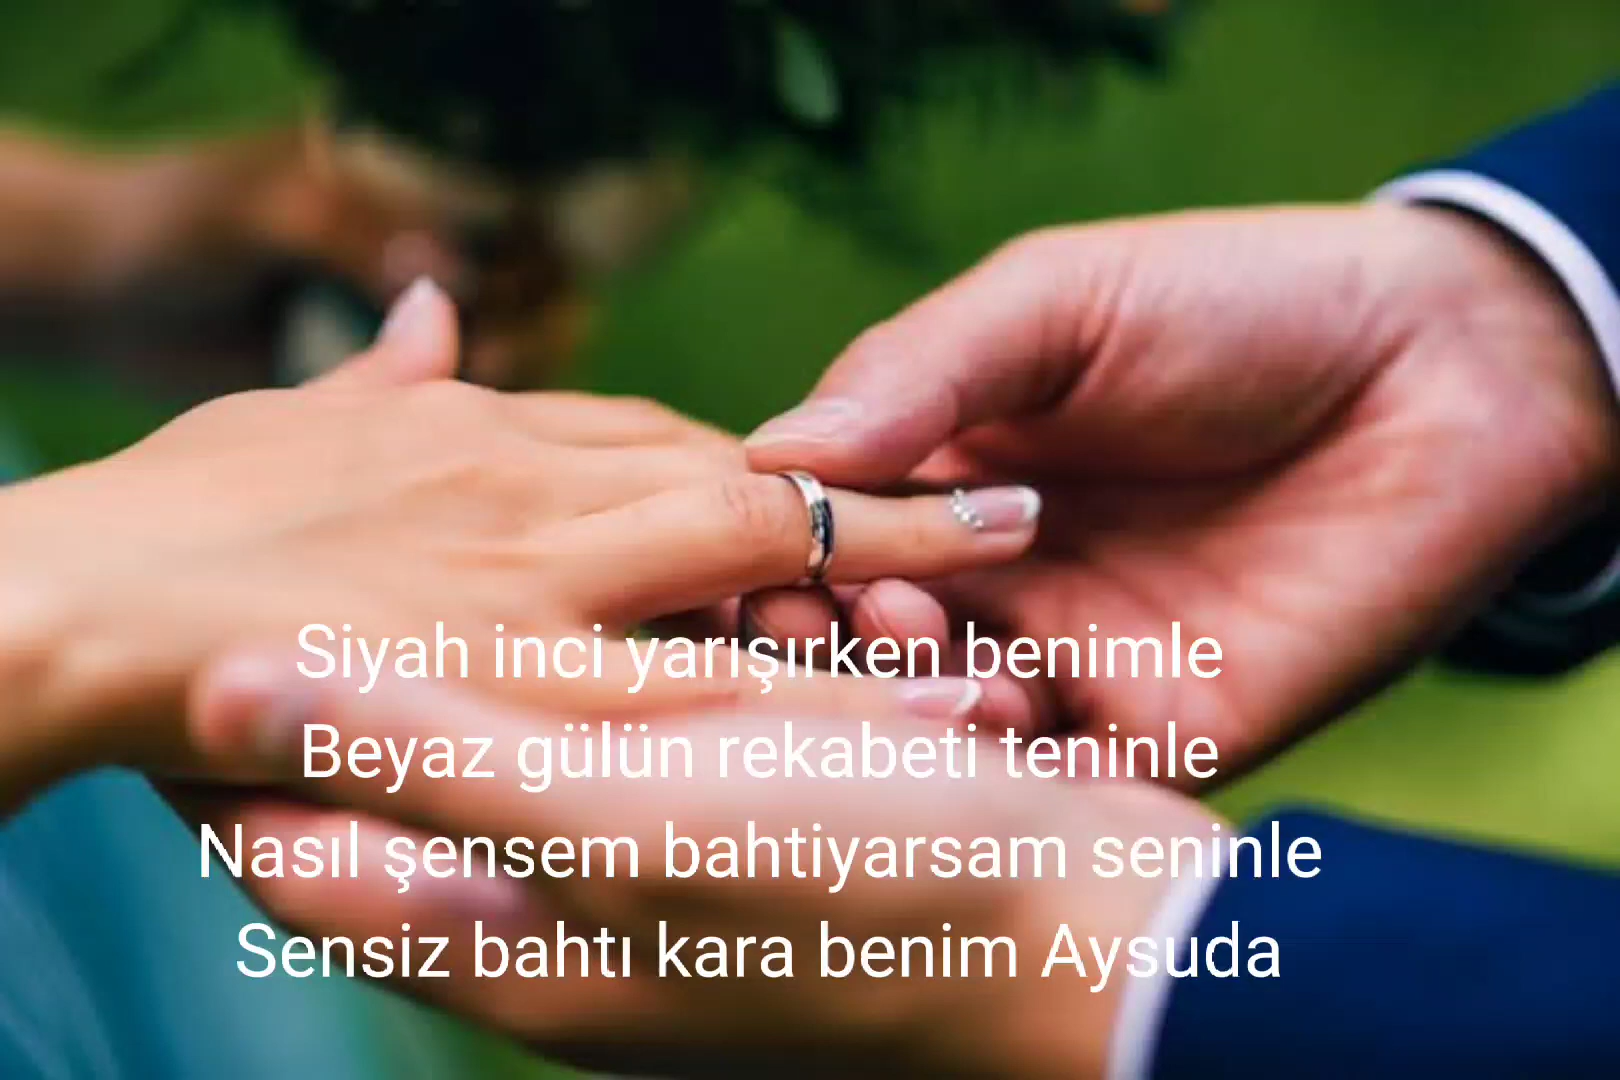 Siyah inci yarışırken benimle
Beyaz gülün rekabeti teninle
Nasıl şensem bahtiyarsam seninle
Sensiz bahtı kara benim Aysuda